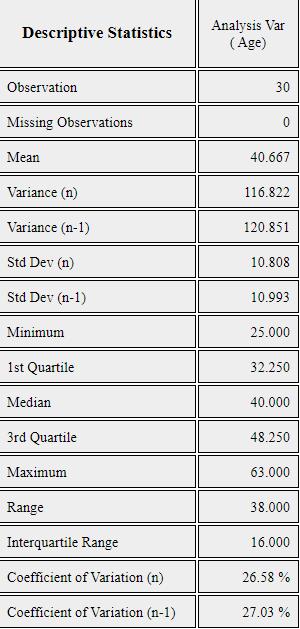 Descriptive Statistics
Analysis Var
( Age)
Observation 30
Missing Observations 0
Mean 40.667
Variance (n) 116.822
Variance (n-1) 120.851
Std Dev (n) 10.808
Std Dev (n-1) 10.993
Minimum 25.000
1st Quartile 32.250
Median 40.000
3rd Quartile 48.250
Maximum 63.000
Range 38.000
Interquartile Range 16.000
Coefficient of Variation (n) 26.58 %
Coefficient of Variation (n-1) 27.03 %